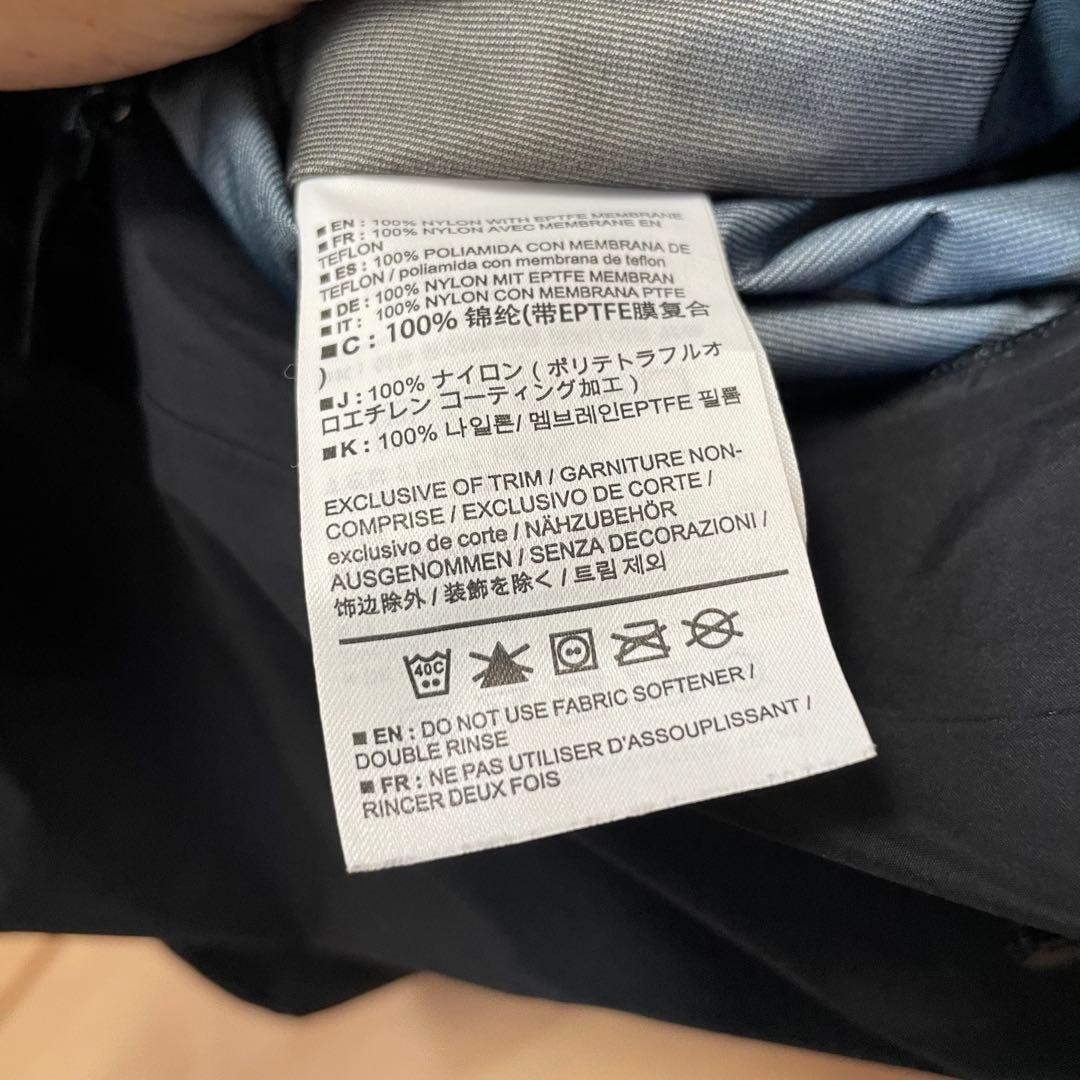 ■EN: 100% NYLON WITH EPTFE MEMBRANE
■FR: 100% NYLON AVEC MEMBRANE EN
TEFLON
■ES: 100% POLIAMIDA CON MEMBRANA DE
TEFLON / poliamida con membrana de teflon
■DE: 100% NYLON MIT EPTFE MEMBRAN
■IT: 100% NYLON CON MEMBRANA PTFE
■C: 100% 锦纶(带EPTFE膜复合
)
■J: 100% ナイロン ( ポリテトラフルオ
ロエチレン コーティング加工 )
■K: 100% 나일론/ 멤브레인EPTFE 필름
EXCLUSIVE OF TRIM / GARNITURE NON-
COMPRISE / EXCLUSIVO DE CORTE /
exclusivo de corte / NÄHZUBEHÖR
AUSGENOMMEN / SENZA DECORAZIONI /
饰边除外 / 装飾を除く / 트림 제외
40C
■ EN : DO NOT USE FABRIC SOFTENER /
DOUBLE RINSE
■ FR : NE PAS UTILISER D'ASSOUPLISSANT /
RINCER DEUX FOIS